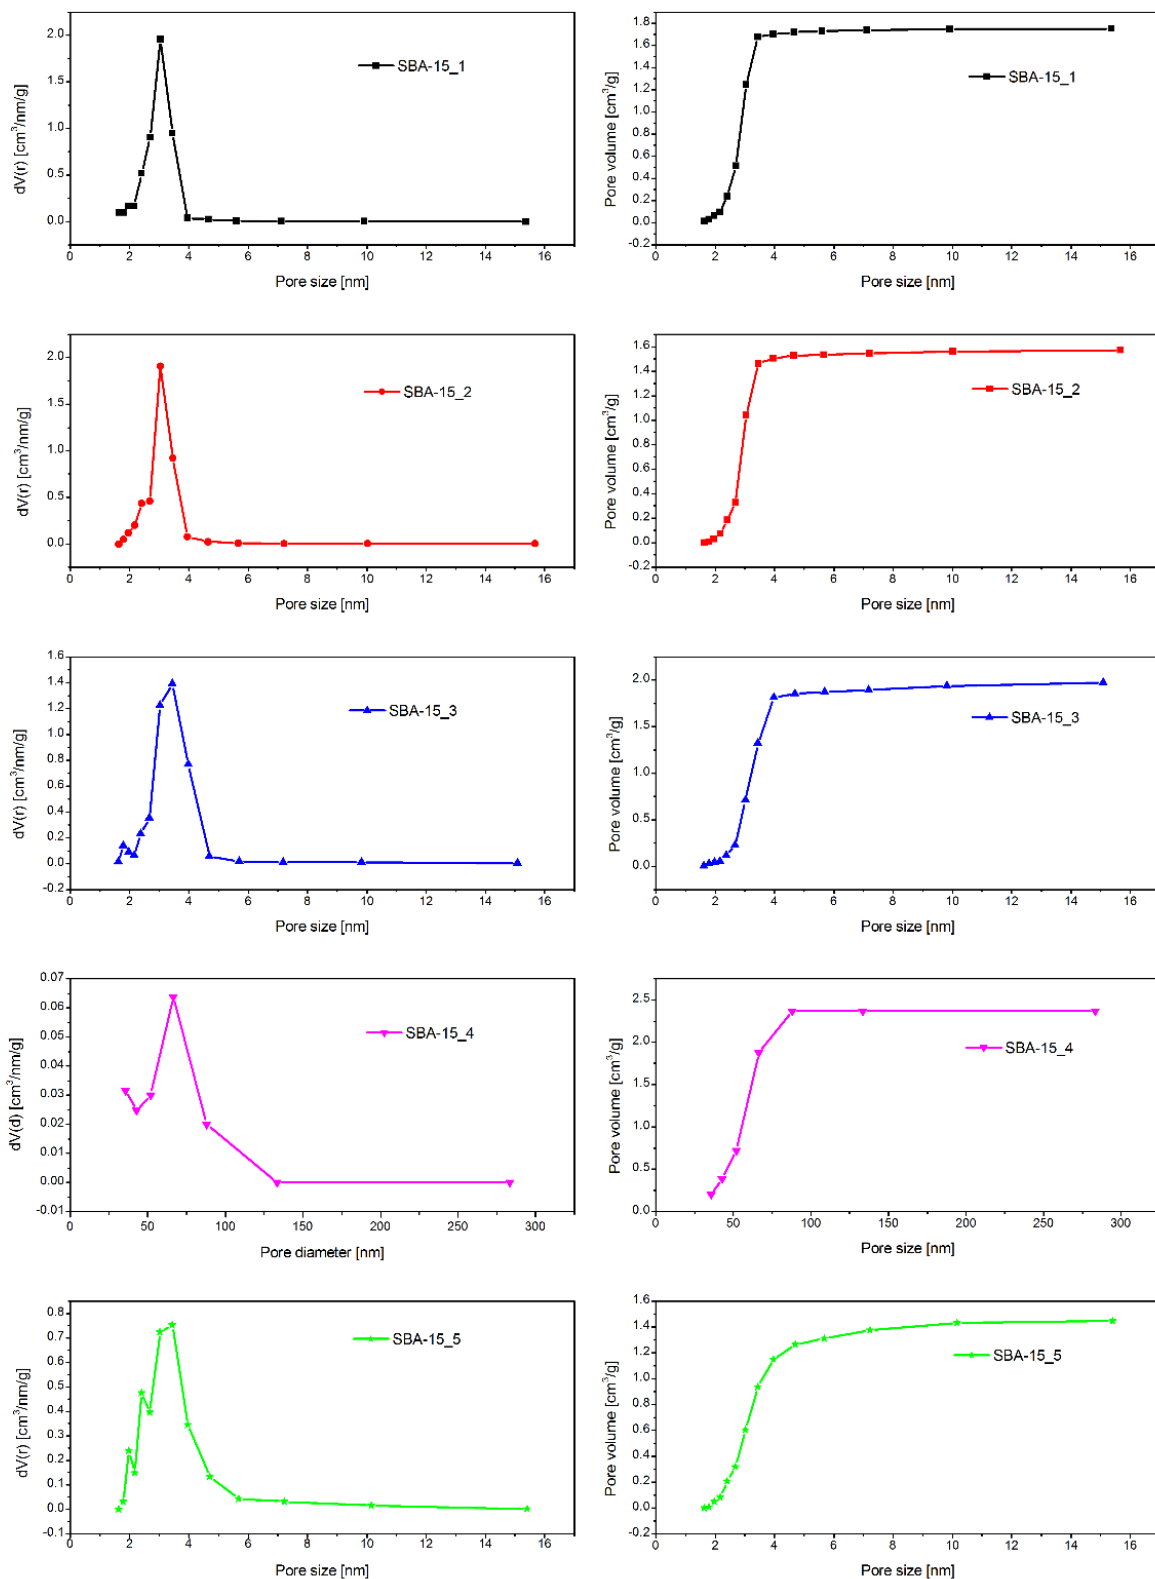 2.0
1.5
1.0
0.5
0.0
dV(r) [cm³/nm/g]
SBA-15_1
0 2 4 6 8 10 12 14 16
Pore size [nm]
1.8
1.6
1.4
1.2
1.0
0.8
0.6
0.4
0.2
0.0
-0.2
Pore volume [cm³/g]
SBA-15_1
0 2 4 6 8 10 12 14 16
Pore size [nm]
2.0
1.5
1.0
0.5
0.0
dV(r) [cm³/nm/g]
SBA-15_2
0 2 4 6 8 10 12 14 16
Pore size [nm]
1.6
1.4
1.2
1.0
0.8
0.6
0.4
0.2
0.0
-0.2
Pore volume [cm³/g]
SBA-15_2
0 2 4 6 8 10 12 14 16
Pore size [nm]
1.6
1.4
1.2
1.0
0.8
0.6
0.4
0.2
0.0
-0.2
dV(r) [cm³/nm/g]
SBA-15_3
0 2 4 6 8 10 12 14 16
Pore size [nm]
2.0
1.5
1.0
0.5
0.0
Pore volume [cm³/g]
SBA-15_3
0 2 4 6 8 10 12 14 16
Pore size [nm]
0.07
0.06
0.05
0.04
0.03
0.02
0.01
0.00
-0.01
dV(d) [cm³/nm/g]
SBA-15_4
0 50 100 150 200 250 300
Pore diameter [nm]
2.5
2.0
1.5
1.0
0.5
0.0
Pore volume [cm³/g]
SBA-15_4
0 50 100 150 200 250 300
Pore size [nm]
0.8
0.7
0.6
0.5
0.4
0.3
0.2
0.1
0.0
-0.1
dV(r) [cm³/nm/g]
SBA-15_5
0 2 4 6 8 10 12 14 16
Pore size [nm]
1.6
1.4
1.2
1.0
0.8
0.6
0.4
0.2
0.0
-0.2
Pore volume [cm³/g]
SBA-15_5
0 2 4 6 8 10 12 14 16
Pore size [nm]